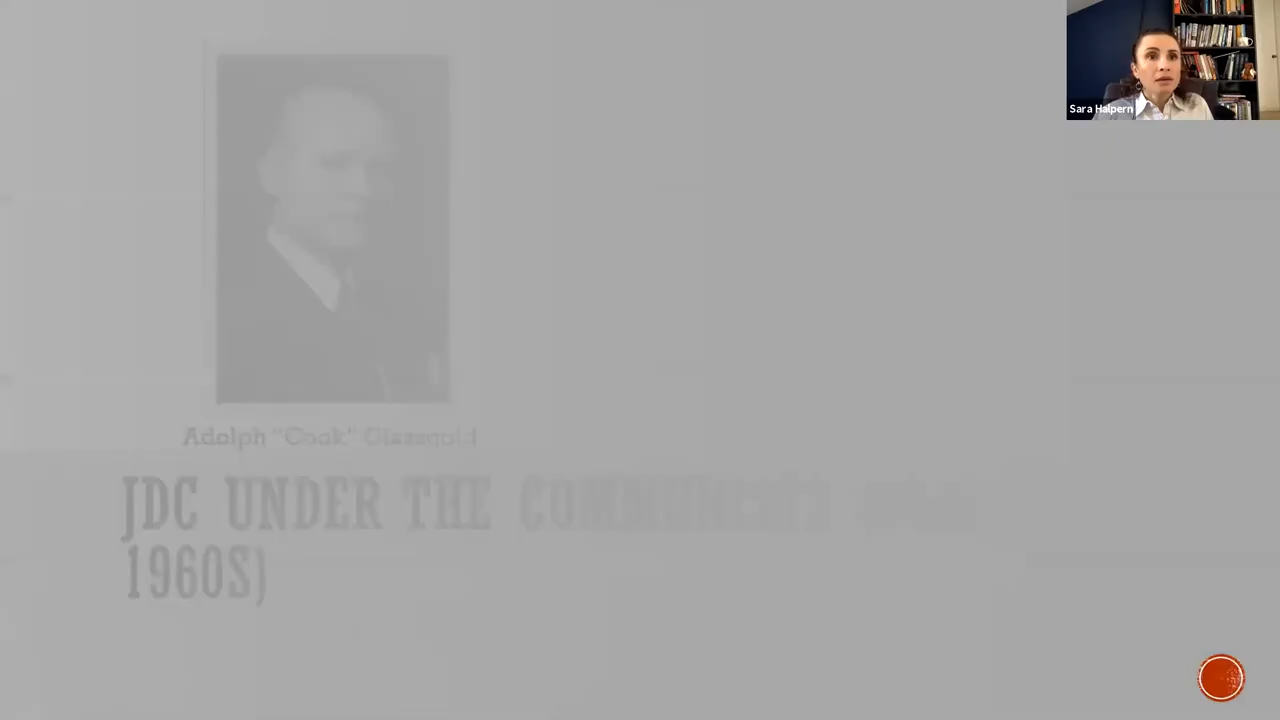 Sara Halpern
Adolph "Cook" Glassgold
JDC UNDER THE COMMUNISTS
1960S)